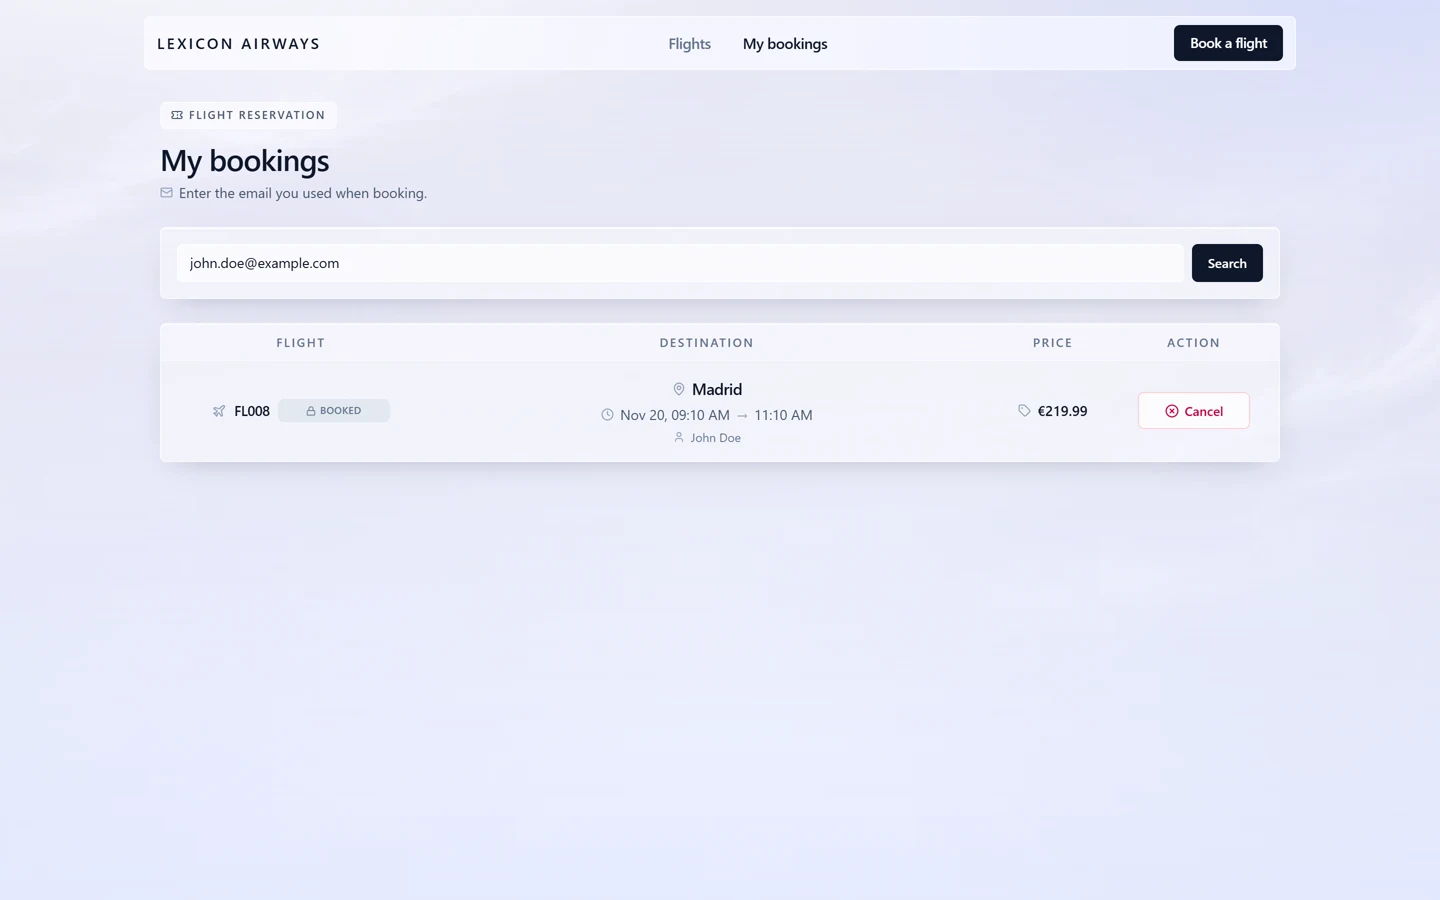 LEXICON AIRWAYS
Flights
My bookings
Book a flight
FLIGHT RESERVATION
My bookings
Enter the email you used when booking.
john.doe@example.com
Search
FLIGHT
DESTINATION
PRICE
ACTION
FL008
BOOKED
Madrid
Nov 20, 09:10 AM → 11:10 AM
John Doe
€219.99
Cancel